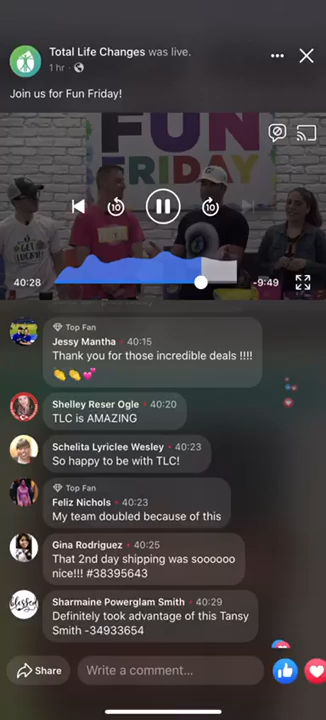 Total Life Changes was live.
1 hr ·
Join us for Fun Friday!
FUN
FRIDAY
10
10
40:28
-9:49
Top Fan
Jessy Mantha • 40:15
Thank you for those incredible deals !!!!
👏👏💕
Shelley Reser Ogle • 40:20
TLC is AMAZING
Schelita Lyriclee Wesley • 40:23
So happy to be with TLC!
Top Fan
Feliz Nichols • 40:23
My team doubled because of this
Gina Rodriguez • 40:25
That 2nd day shipping was soooooo
nice!!! #38395643
blessed
Sharmaine Powerglam Smith • 40:29
Definitely took advantage of this Tansy
Smith -34933654
Share
Write a comment...